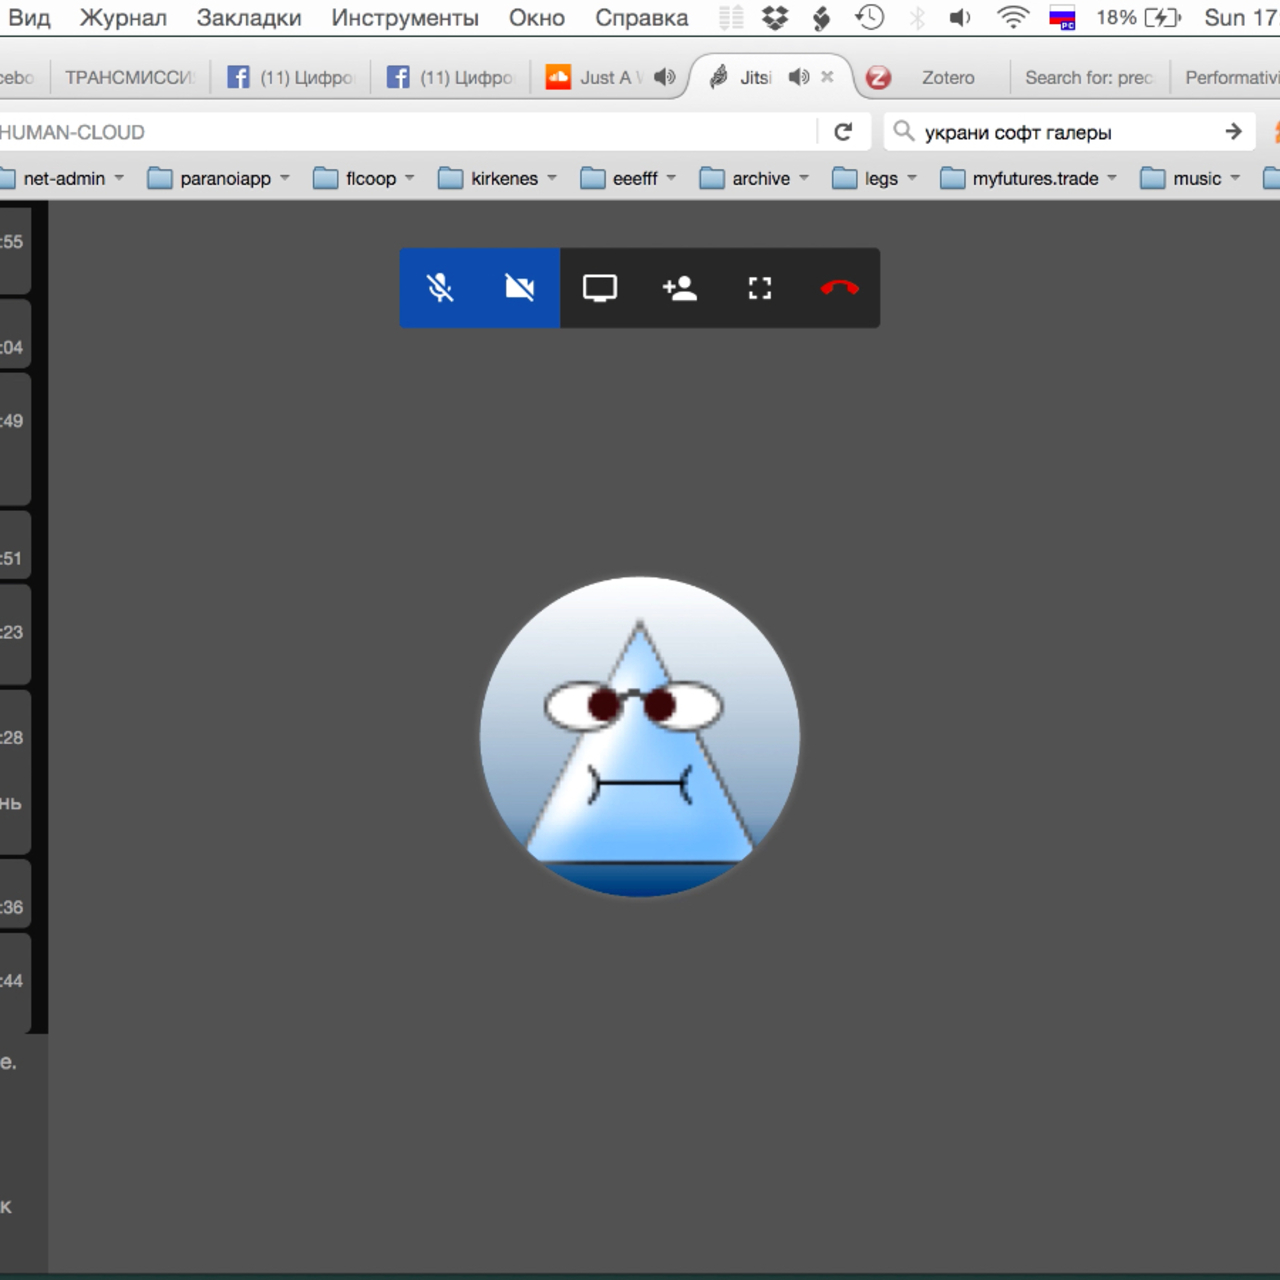 Вид Журнал Закладки Инструменты Окно Справка 18% Sun 17
cebo ТРАНСМИССИ (11) Цифро (11) Цифро Just A Jitsi Zotero Search for: prec Performativi
HUMAN-CLOUD украни софт галеры
net-admin paranoiapp flcoop kirkenes eeefff archive legs myfutures.trade music
:55
:04
:49
:51
:23
:28
нь
:36
:44
е.
к